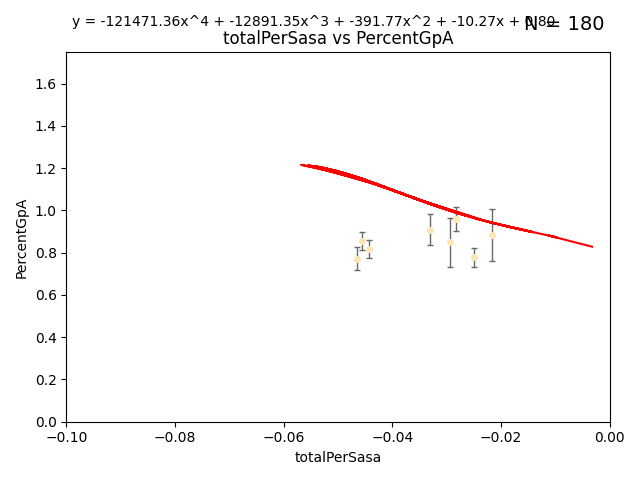 y = -121471.36x^4 + -12891.35x^3 + -391.77x^2 + -10.27x + 0.80
N = 180
totalPerSasa vs PercentGpA
PercentGpA
1.6
1.4
1.2
1.0
0.8
0.6
0.4
0.2
0.0
−0.10 −0.08 −0.06 −0.04 −0.02 0.00
totalPerSasa